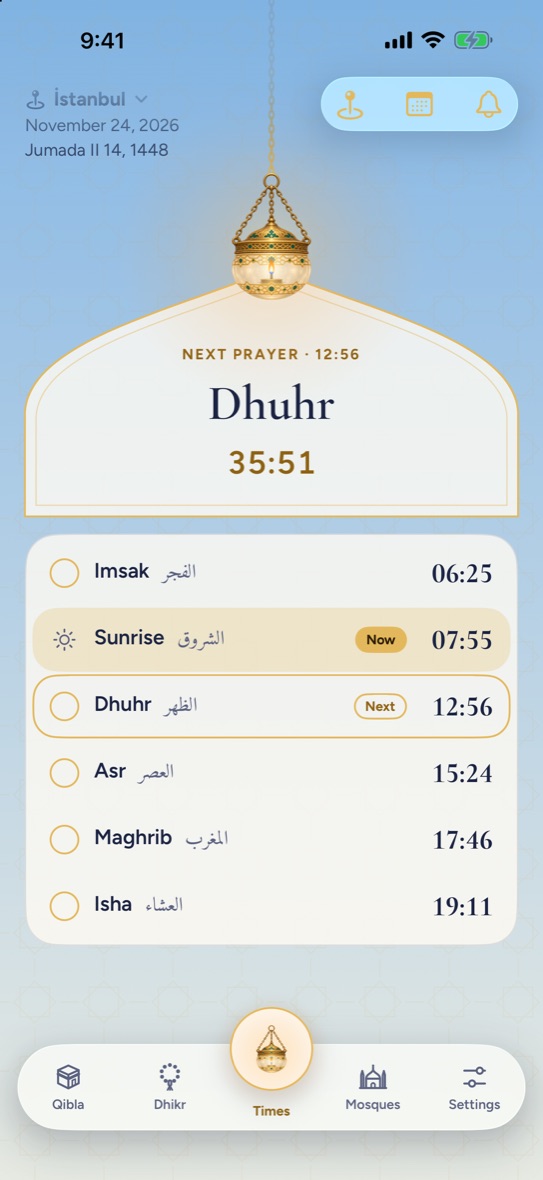 9:41
İstanbul
November 24, 2026
Jumada II 14, 1448
NEXT PRAYER · 12:56
Dhuhr
35:51
Imsak الفجر 06:25
Sunrise الشروق Now 07:55
Dhuhr الظهر Next 12:56
Asr العصر 15:24
Maghrib المغرب 17:46
Isha العشاء 19:11
Qibla Dhikr Times Mosques Settings